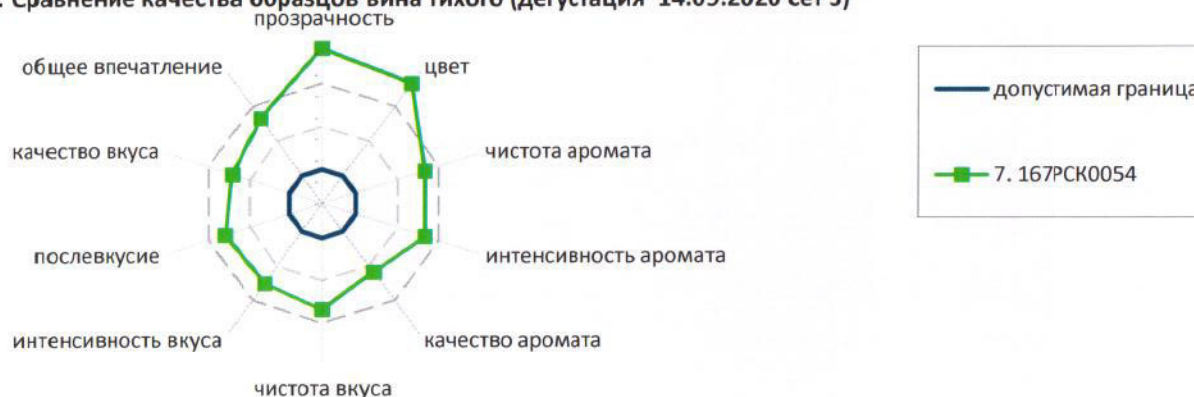 Сравнение качества образцов вина тихого (дегустация 14.09.2020 сет 3)
прозрачность
цвет
чистота аромата
интенсивность аромата
качество аромата
чистота вкуса
интенсивность вкуса
послевкусие
качество вкуса
общее впечатление
допустимая граница
7. 167РСК0054